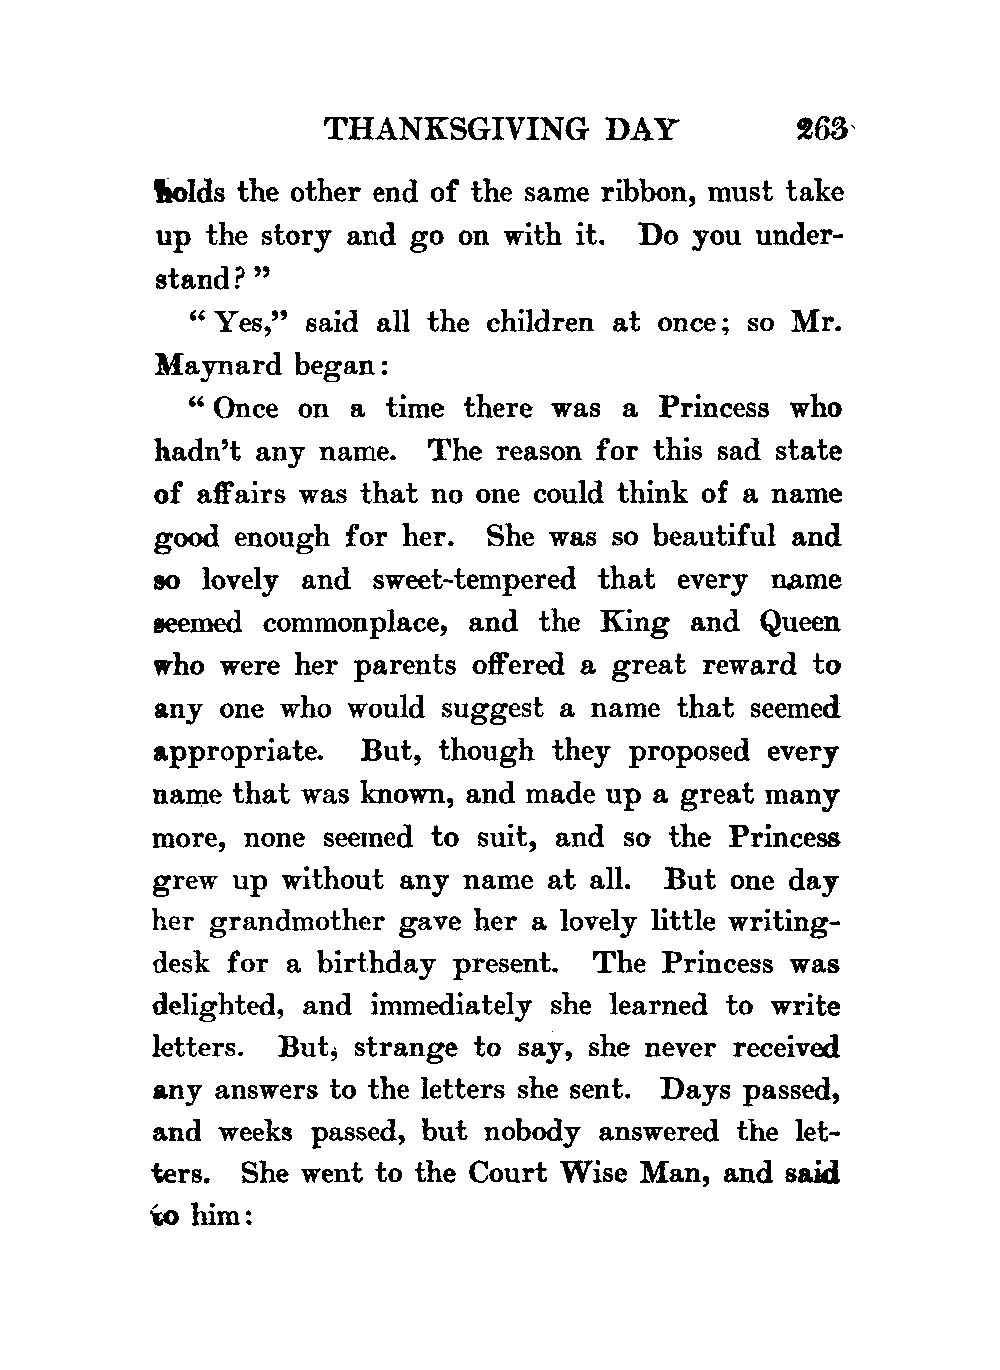 THANKSGIVING DAY 263
holds the other end of the same ribbon, must take
up the story and go on with it. Do you under-
stand?"
"Yes," said all the children at once; so Mr.
Maynard began:
"Once on a time there was a Princess who
hadn't any name. The reason for this sad state
of affairs was that no one could think of a name
good enough for her. She was so beautiful and
so lovely and sweet-tempered that every name
seemed commonplace, and the King and Queen
who were her parents offered a great reward to
any one who would suggest a name that seemed
appropriate. But, though they proposed every
name that was known, and made up a great many
more, none seemed to suit, and so the Princess
grew up without any name at all. But one day
her grandmother gave her a lovely little writing-
desk for a birthday present. The Princess was
delighted, and immediately she learned to write
letters. But, strange to say, she never received
any answers to the letters she sent. Days passed,
and weeks passed, but nobody answered the let-
ters. She went to the Court Wise Man, and said
to him: